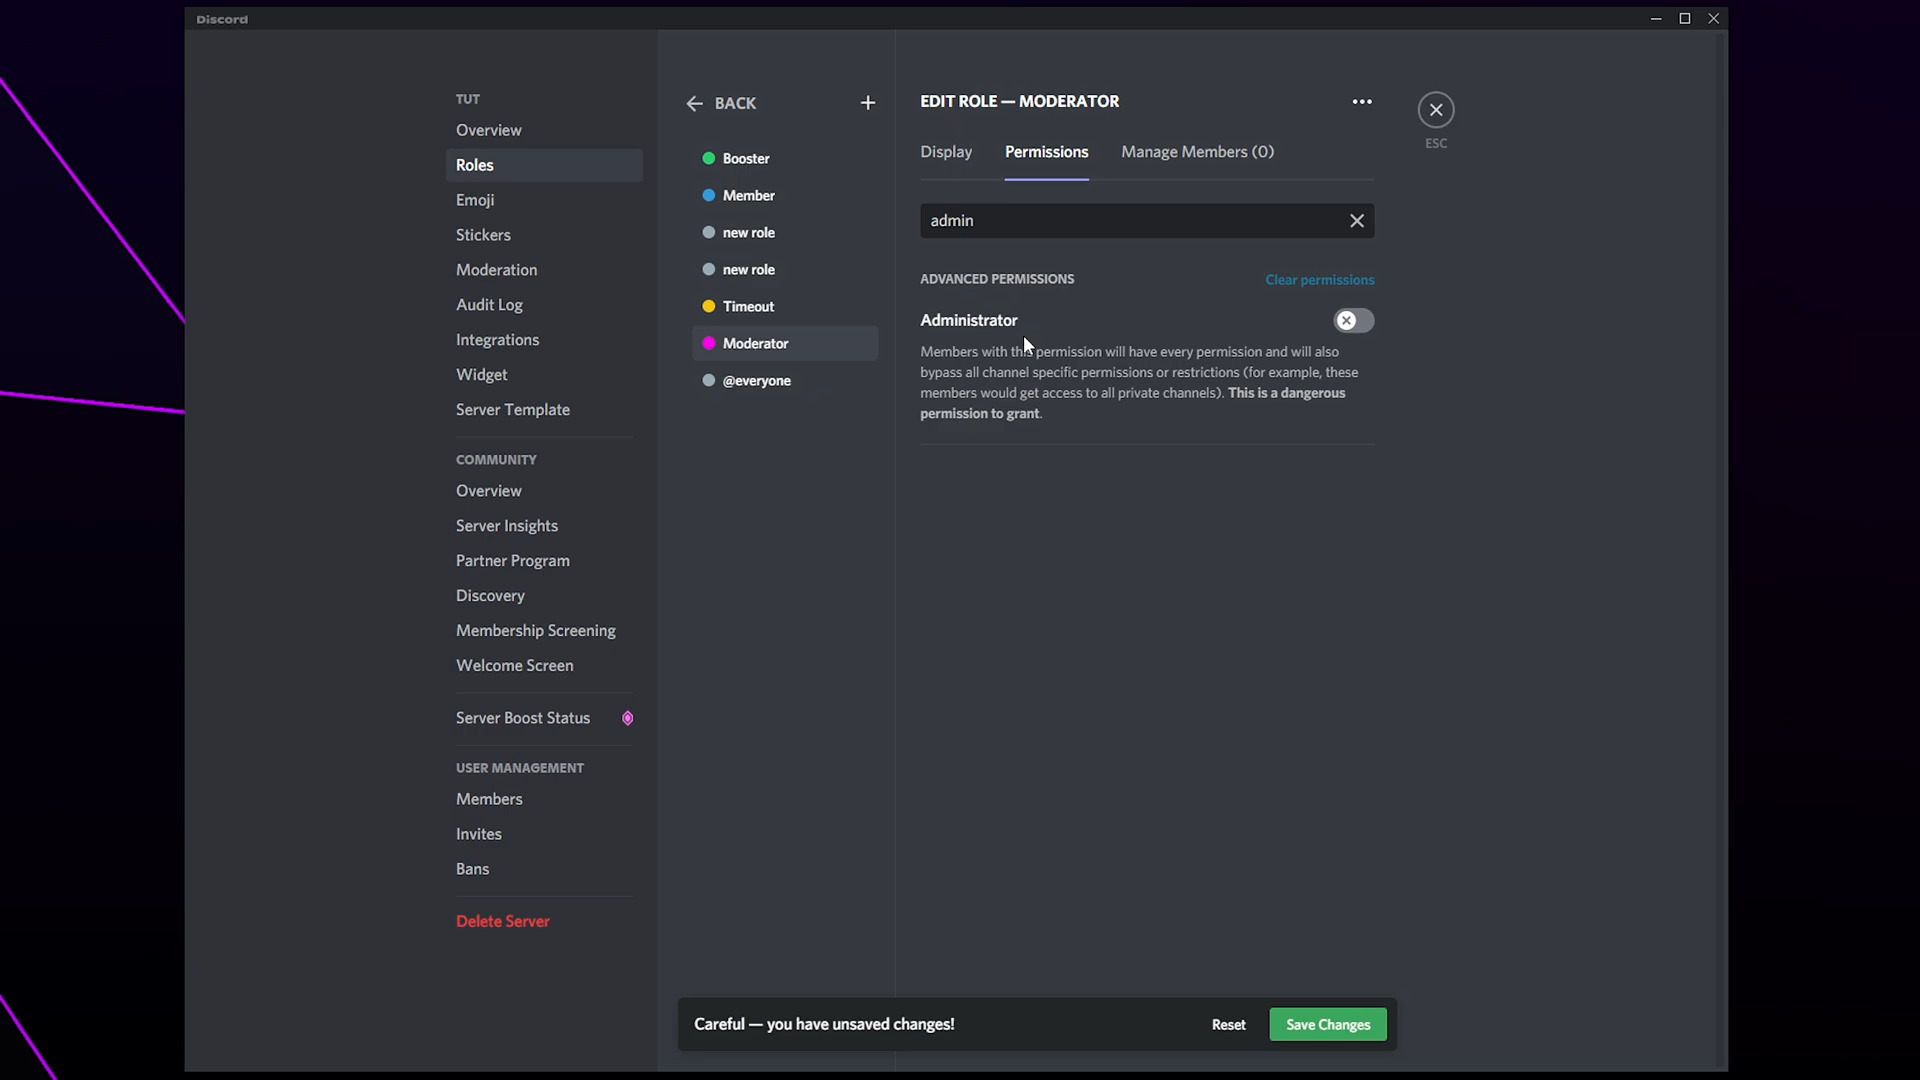 Discord
TUT
Overview
Roles
Emoji
Stickers
Moderation
Audit Log
Integrations
Widget
Server Template
COMMUNITY
Overview
Server Insights
Partner Program
Discovery
Membership Screening
Welcome Screen
Server Boost Status
USER MANAGEMENT
Members
Invites
Bans
Delete Server
BACK
Booster
Member
new role
new role
Timeout
Moderator
@everyone
EDIT ROLE — MODERATOR
ESC
Display Permissions Manage Members (0)
admin
ADVANCED PERMISSIONS Clear permissions
Administrator
Members with this permission will have every permission and will also
bypass all channel specific permissions or restrictions (for example, these
members would get access to all private channels). This is a dangerous
permission to grant.
Careful — you have unsaved changes! Reset Save Changes